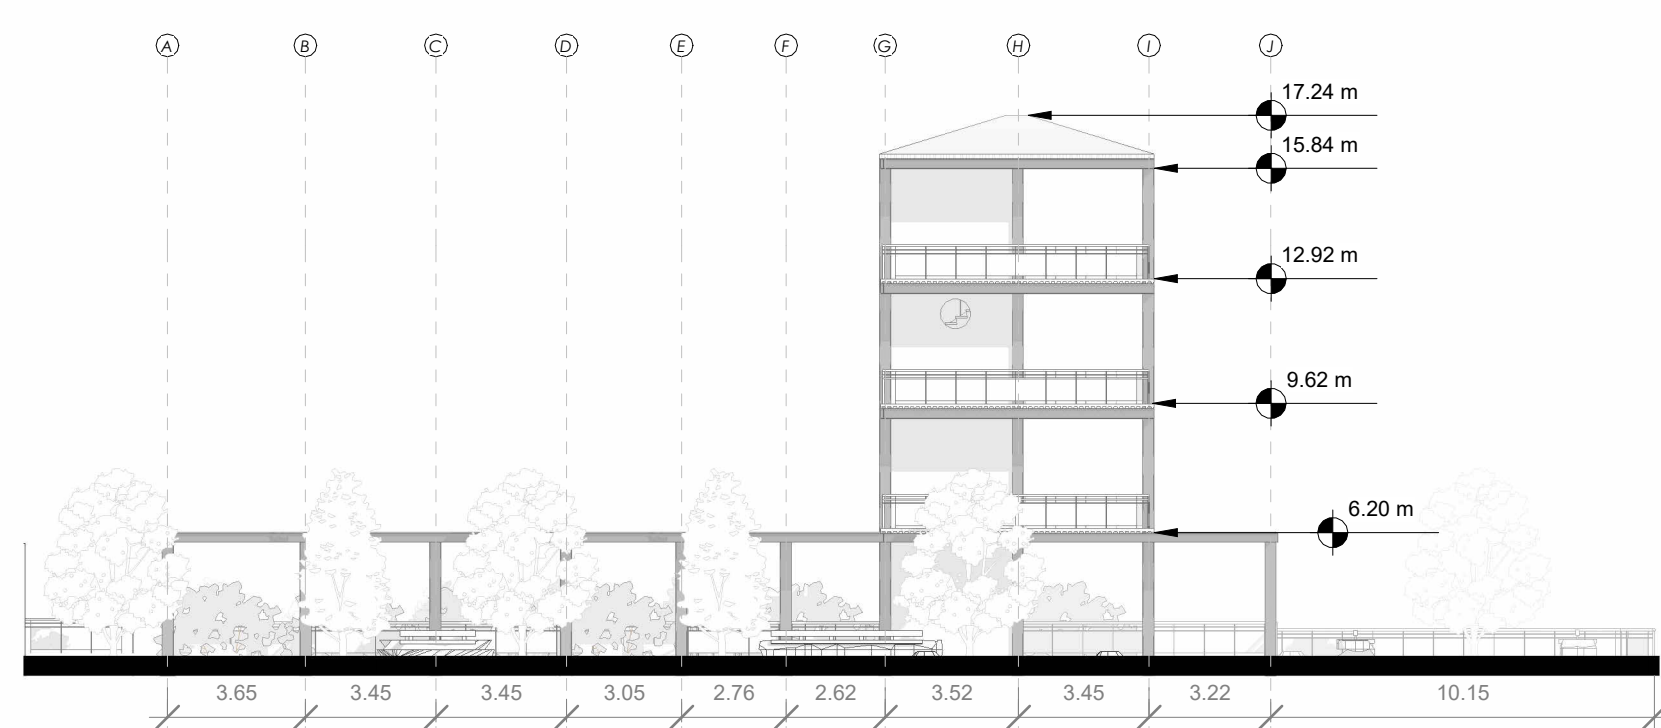 A B C D E F G H I J
17.24 m
15.84 m
12.92 m
9.62 m
6.20 m
3.65 3.45 3.45 3.05 2.76 2.62 3.52 3.45 3.22 10.15